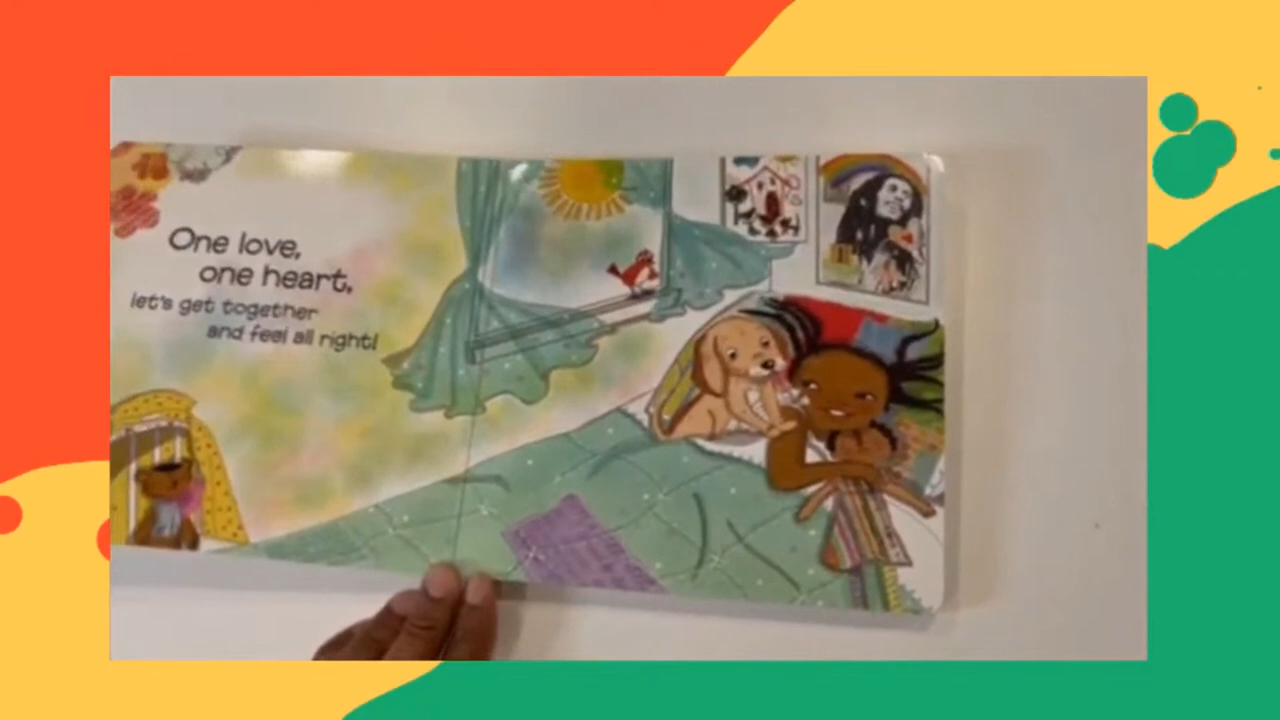 One love,
one heart,
let's get together
and feel all right!